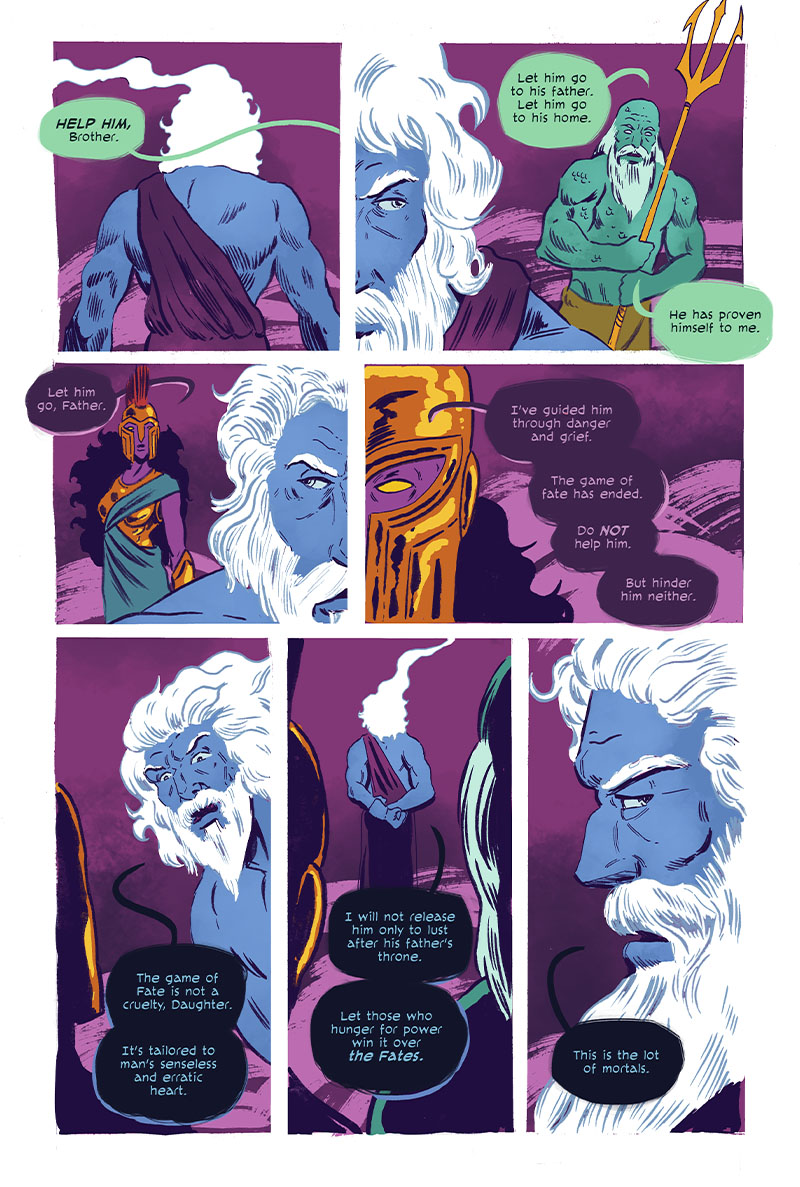 HELP HIM,
Brother.
Let him go
to his father.
Let him go
to his home.
He has proven
himself to me.
Let him
go, Father.
I've guided him
through danger
and grief.
The game of
fate has ended.
Do NOT
help him.
But hinder
him neither.
The game of
Fate is not a
cruelty, Daughter.
It's tailored to
man's senseless
and erratic
heart.
I will not release
him only to lust
after his father's
throne.
Let those who
hunger for power
win it over
the Fates.
This is the lot
of mortals.